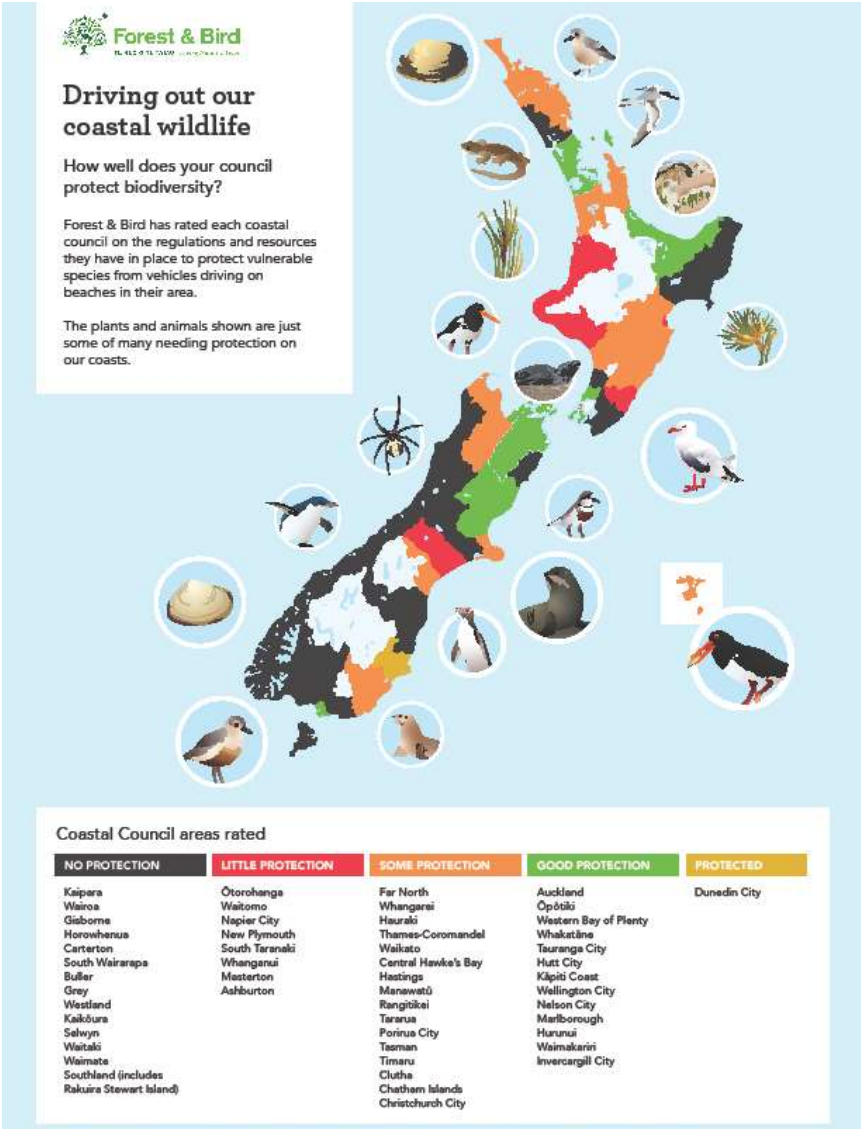 Forest & Bird
Driving out our
coastal wildlife
How well does your council
protect biodiversity?
Forest & Bird has rated each coastal
council on the regulations and resources
they have in place to protect vulnerable
species from vehicles driving on
beaches in their area.
The plants and animals shown are just
some of many needing protection on
our coasts.
Coastal Council areas rated
NO PROTECTION
Kaipara
Wairoa
Gisborne
Horowhenua
Carterton
South Wairarapa
Buller
Grey
Westland
Kaikōura
Selwyn
Waitaki
Waimate
Southland (includes
Rakuira Stewart Island)
LITTLE PROTECTION
Ōtorohanga
Waitomo
Napier City
New Plymouth
South Taranaki
Whanganui
Masterton
Ashburton
SOME PROTECTION
Far North
Whangarei
Hauraki
Thames-Coromandel
Waikato
Central Hawke's Bay
Hastings
Manawatū
Rangitikei
Tararua
Porirua City
Tasman
Timaru
Clutha
Chatham Islands
Christchurch City
GOOD PROTECTION
Auckland
Ōpōtiki
Western Bay of Plenty
Whakatāne
Tauranga City
Hutt City
Kāpiti Coast
Wellington City
Nelson City
Marlborough
Hurunui
Waimakariri
Invercargill City
PROTECTED
Dunedin City